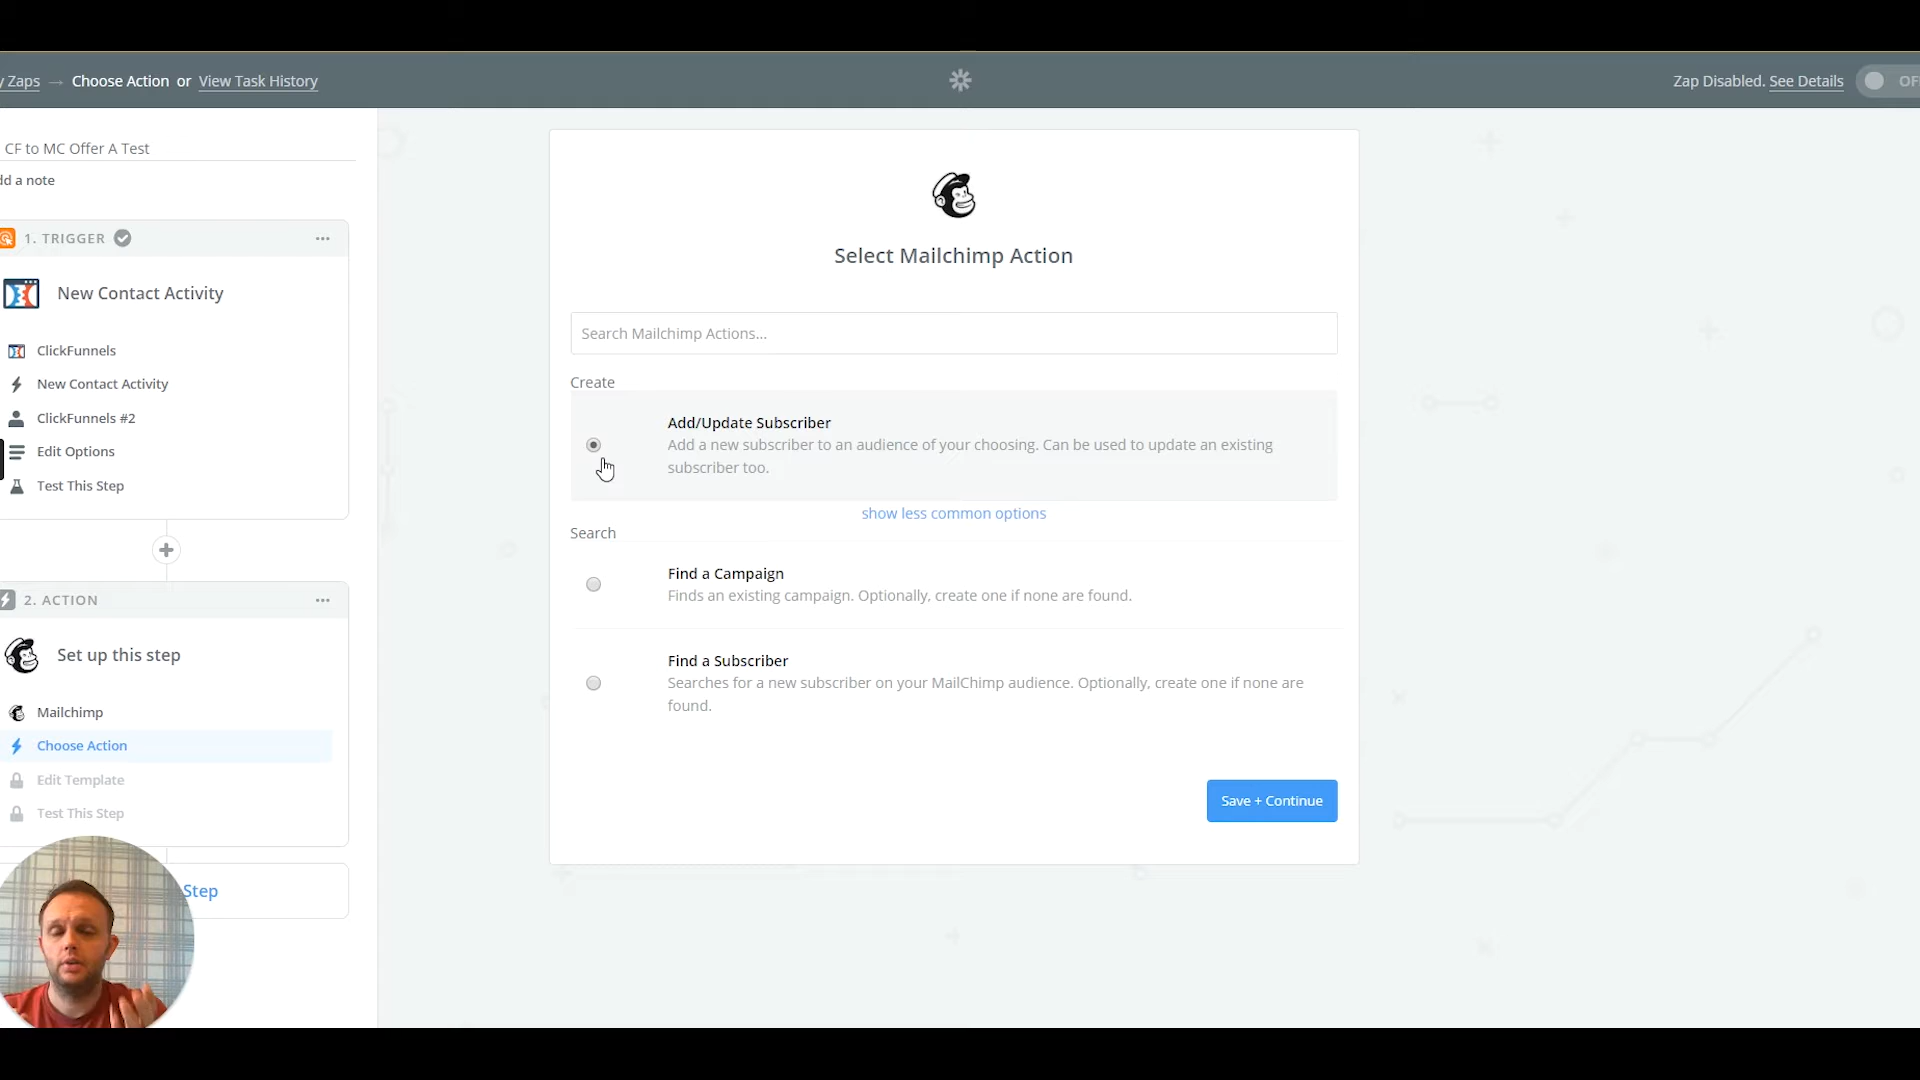 y Zaps → Choose Action or View Task History
Zap Disabled. See Details
CF to MC Offer A Test
dd a note
1. TRIGGER
New Contact Activity
ClickFunnels
New Contact Activity
ClickFunnels #2
Edit Options
Test This Step
2. ACTION
Set up this step
Mailchimp
Choose Action
Edit Template
Test This Step
Step
Select Mailchimp Action
Search Mailchimp Actions...
Create
Add/Update Subscriber
Add a new subscriber to an audience of your choosing. Can be used to update an existing
subscriber too.
show less common options
Search
Find a Campaign
Finds an existing campaign. Optionally, create one if none are found.
Find a Subscriber
Searches for a new subscriber on your MailChimp audience. Optionally, create one if none are
found.
Save + Continue